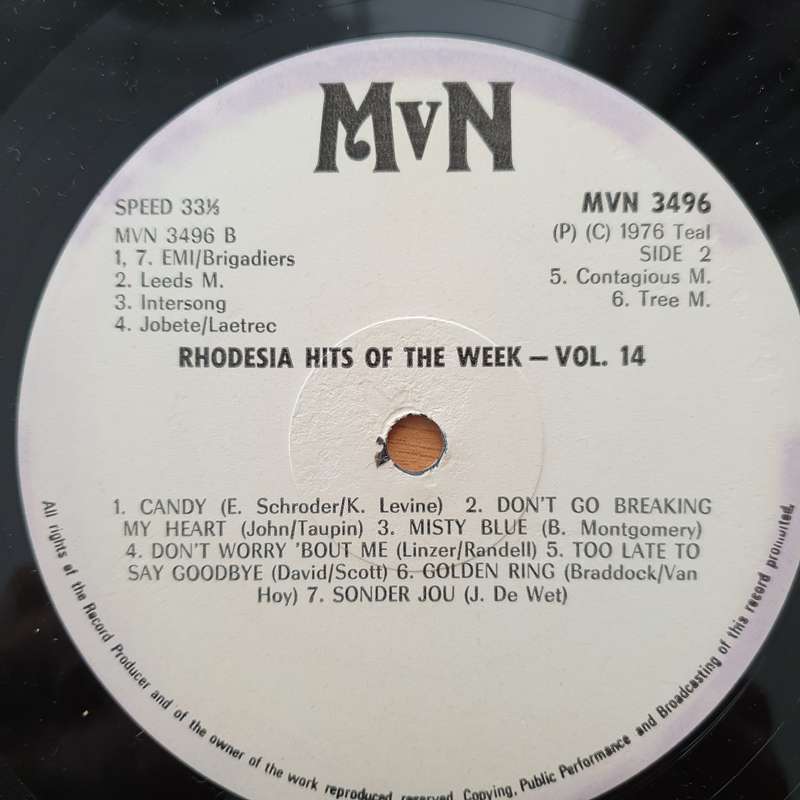 MvN
SPEED 33⅓
MVN 3496 B
1, 7. EMI/Brigadiers
2. Leeds M.
3. Intersong
4. Jobete/Laetrec
MVN 3496
(P) (C) 1976 Teal
SIDE 2
5. Contagious M.
6. Tree M.
RHODESIA HITS OF THE WEEK – VOL. 14
1. CANDY (E. Schroder/K. Levine) 2. DON'T GO BREAKING
MY HEART (John/Taupin) 3. MISTY BLUE (B. Montgomery)
4. DON'T WORRY 'BOUT ME (Linzer/Randell) 5. TOO LATE TO
SAY GOODBYE (David/Scott) 6. GOLDEN RING (Braddock/Van
Hoy) 7. SONDER JOU (J. De Wet)
All rights of the Record Producer and of the owner of the work reproduced reserved. Copying, Public Performance and Broadcasting of this record prohibited.